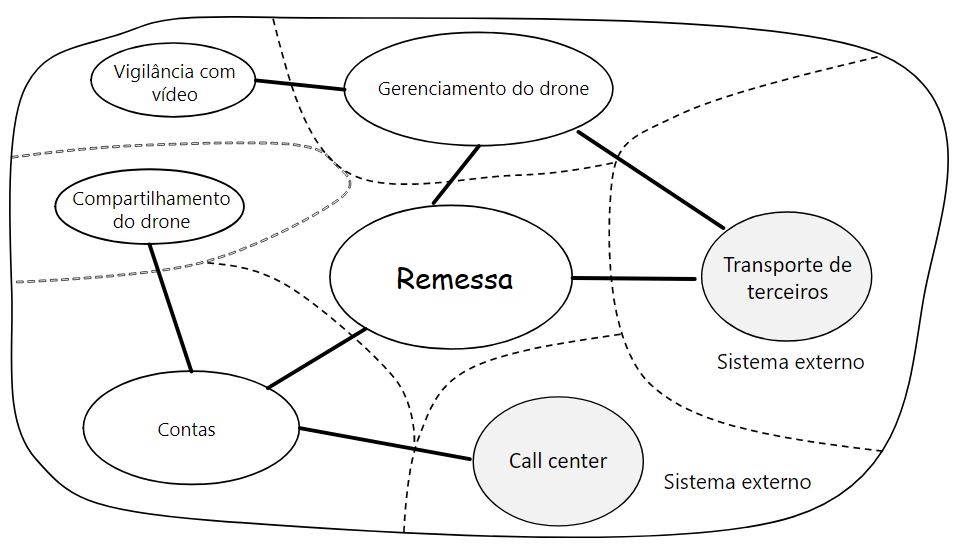 Vigilância com
vídeo
Gerenciamento do drone
Compartilhamento
do drone
Remessa
Transporte de
terceiros
Sistema externo
Contas
Call center
Sistema externo